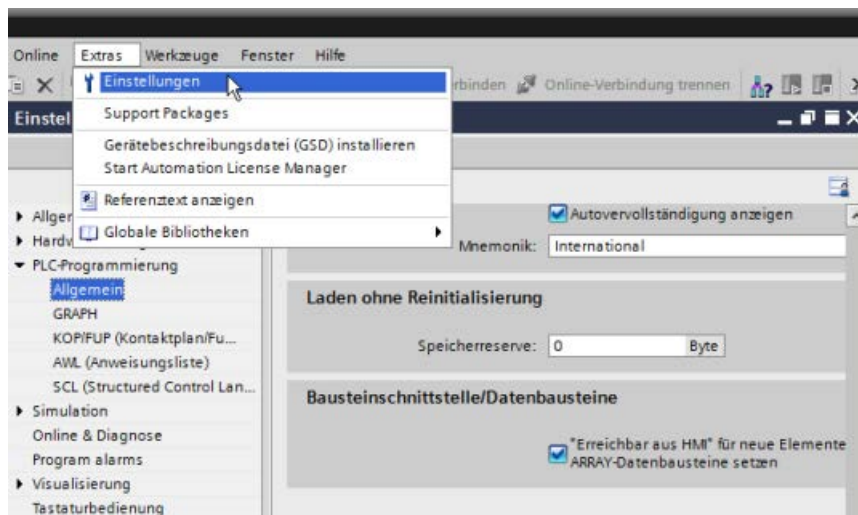 Online Extras Werkzeuge Fenster Hilfe
Einstellungen
Online-Verbindung trennen
Support Packages
Gerätebeschreibungsdatei (GSD) installieren
Start Automation License Manager
Referenztext anzeigen
Globale Bibliotheken
Autovervollständigung anzeigen
Mnemonik: International
PLC-Programmierung
Allgemein
GRAPH
KOP/FUP (Kontaktplan/Fu...
AWL (Anweisungsliste)
SCL (Structured Control Lan...
Simulation
Online & Diagnose
Program alarms
Visualisierung
Tastaturbedienung
Laden ohne Reinitialisierung
Speicherreserve: 0 Byte
Bausteinschnittstelle/Datenbausteine
"Erreichbar aus HMI" für neue Elemente
ARRAY-Datenbausteine setzen